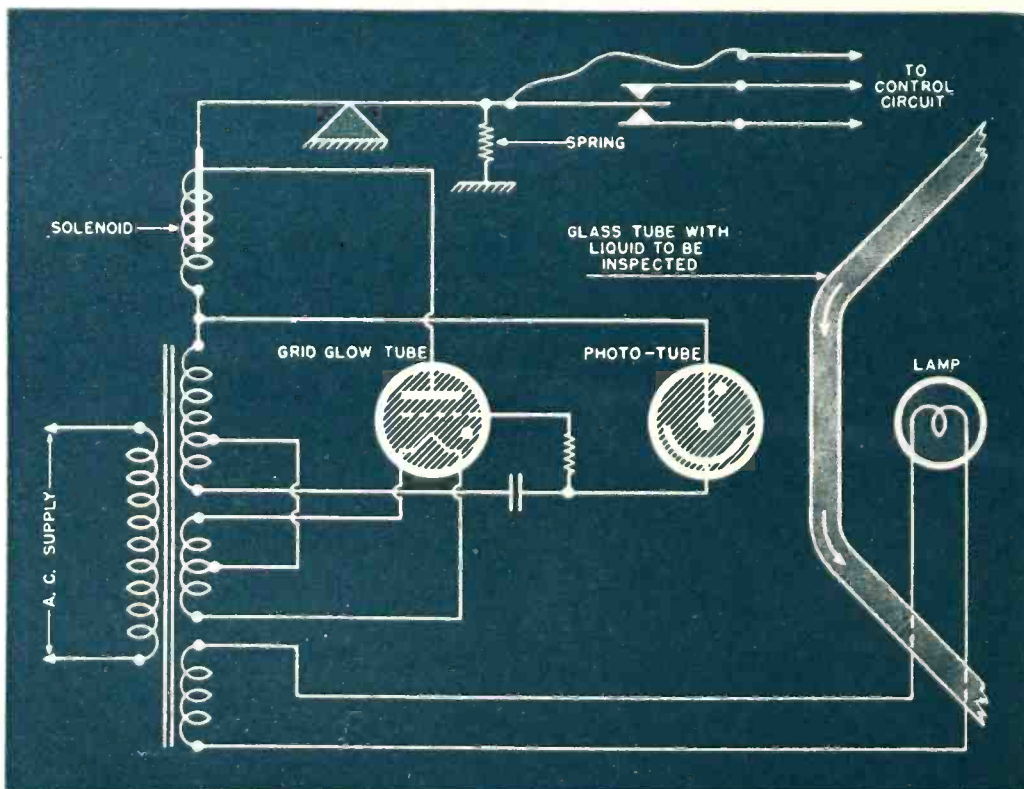 TO
CONTROL
CIRCUIT
SPRING
SOLENOID
GLASS TUBE WITH
LIQUID TO BE
INSPECTED
GRID GLOW TUBE
PHOTO-TUBE
LAMP
A. C. SUPPLY